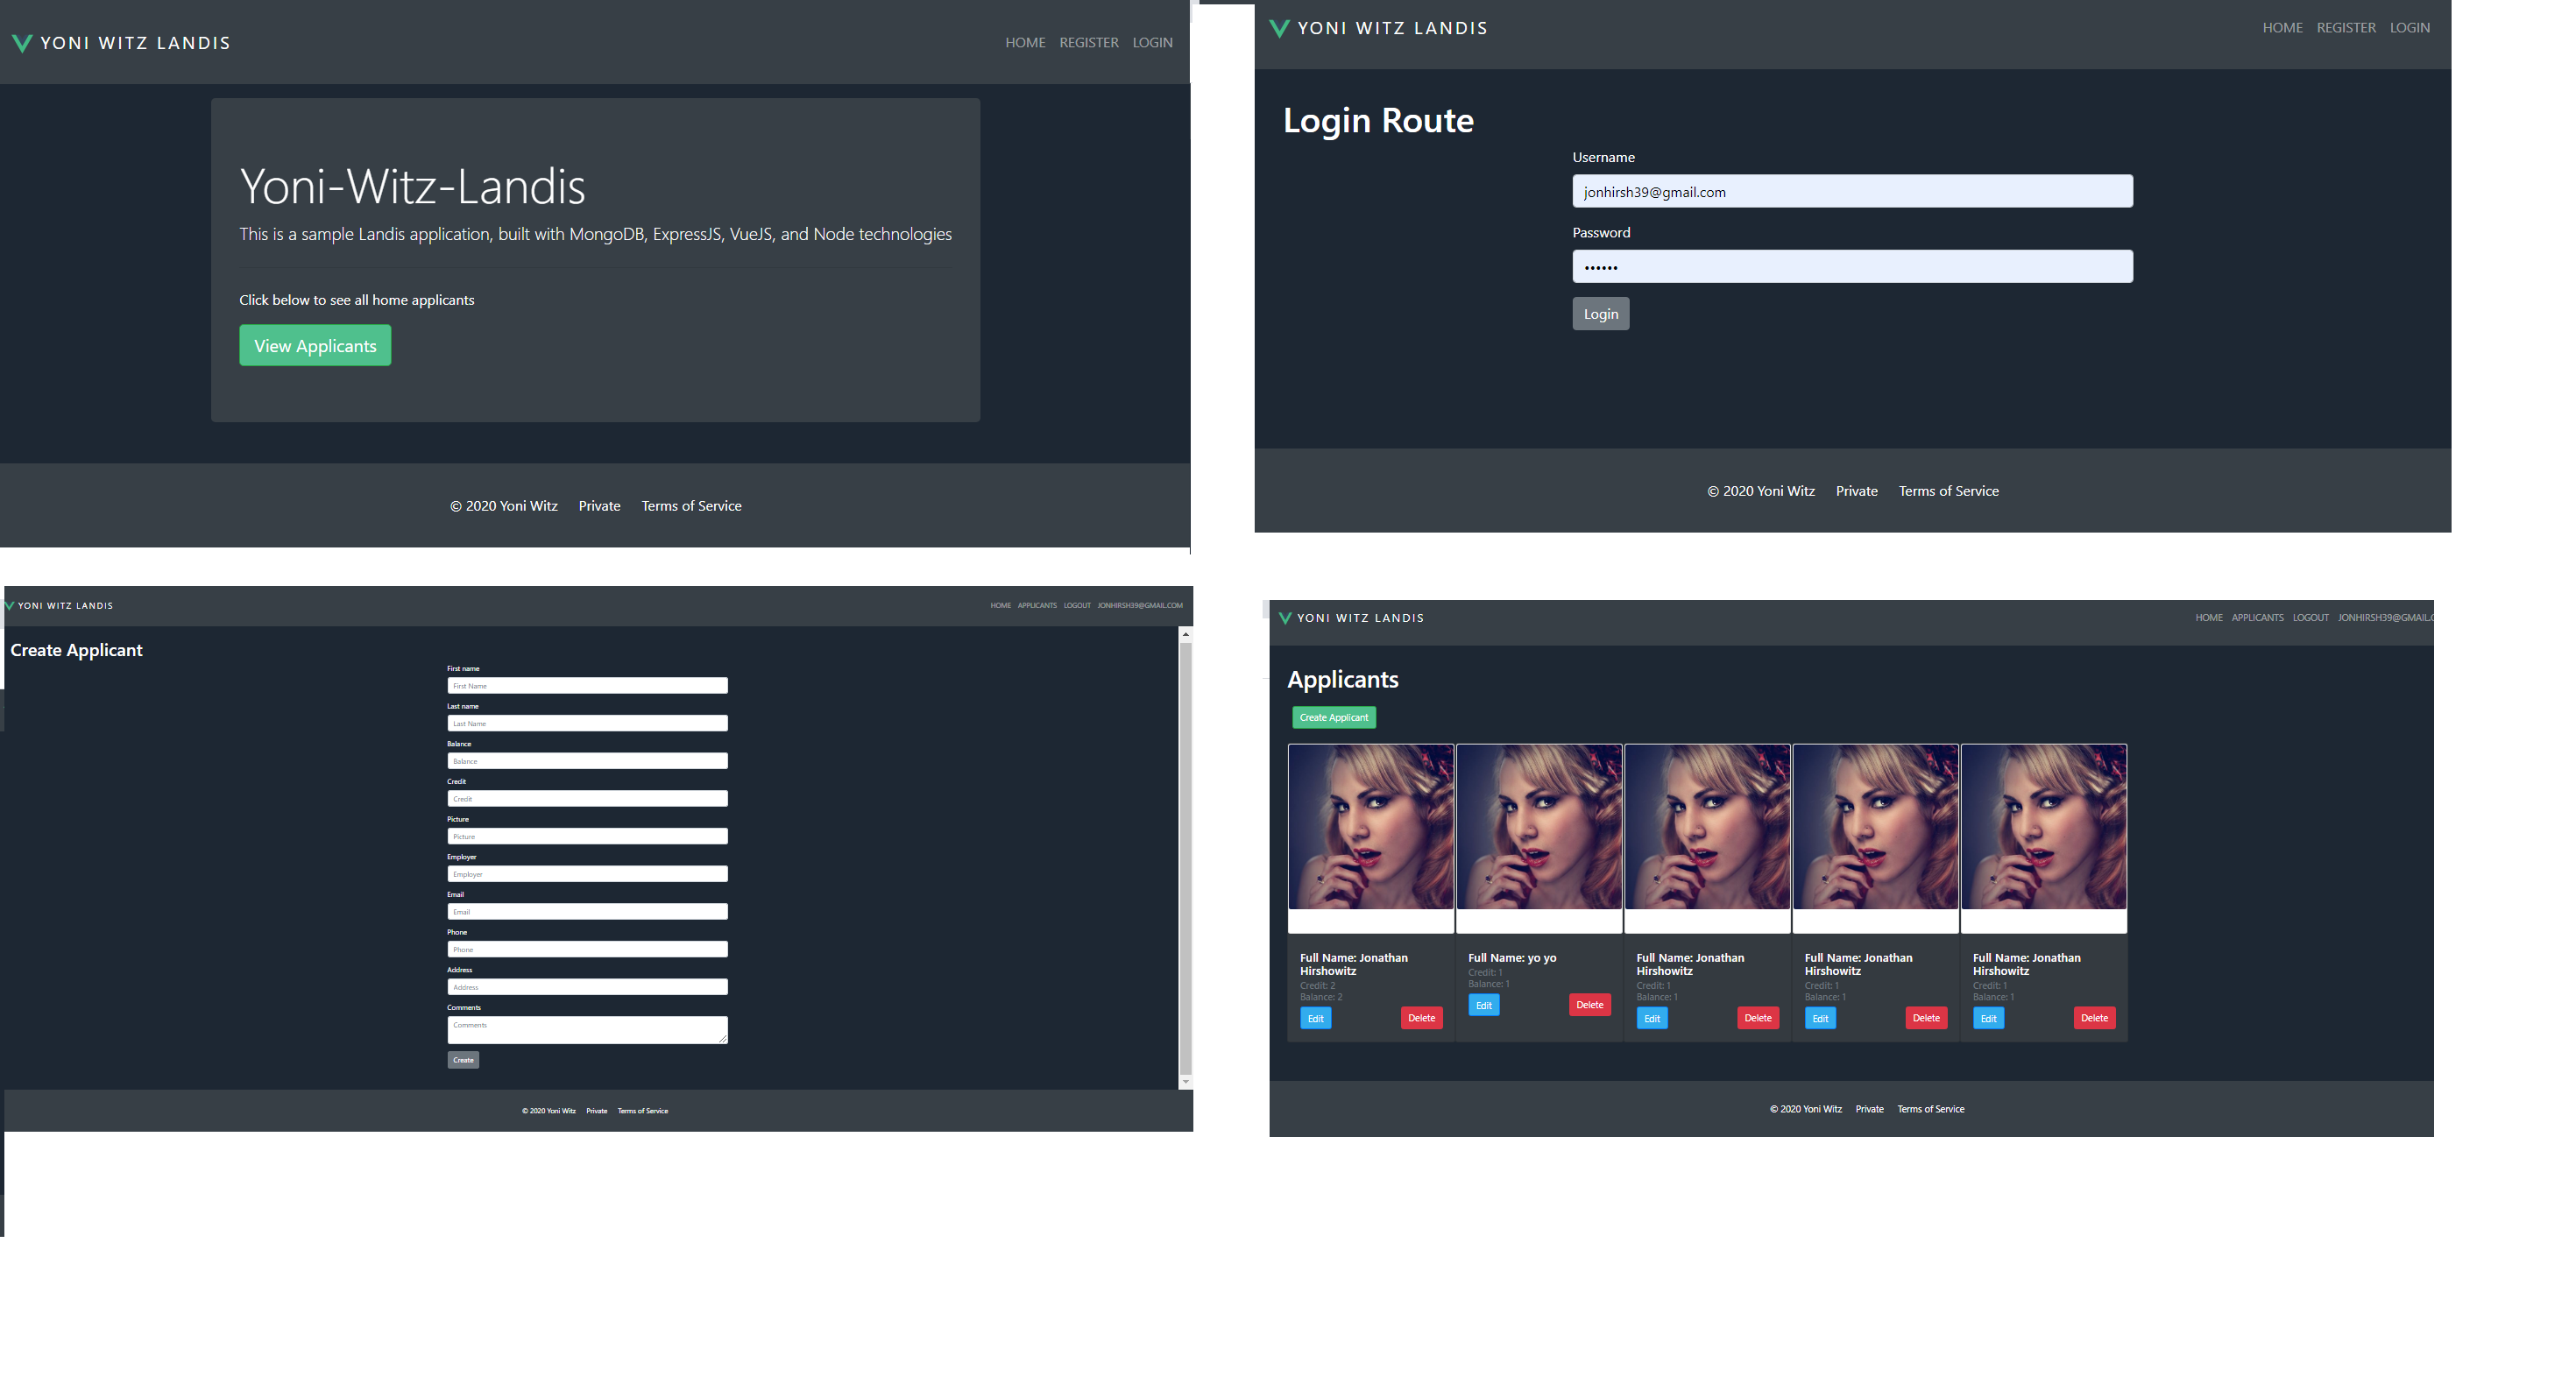 YONI WITZ LANDIS
HOME REGISTER LOGIN
Yoni-Witz-Landis
This is a sample Landis application, built with MongoDB, ExpressJS, VueJS, and Node technologies
Click below to see all home applicants
View Applicants
© 2020 Yoni Witz Private Terms of Service
YONI WITZ LANDIS
HOME REGISTER LOGIN
Login Route
Username
jonhirsh39@gmail.com
Password
••••••
Login
© 2020 Yoni Witz Private Terms of Service
YONI WITZ LANDIS
HOME APPLICANTS LOGOUT JONHIRSH39@GMAIL.COM
Create Applicant
First name
First Name
Last name
Last Name
Balance
Balance
Credit
Credit
Picture
Picture
Employer
Employer
Email
Email
Phone
Phone
Address
Address
Comments
Comments
Create
© 2020 Yoni Witz Private Terms of Service
YONI WITZ LANDIS
HOME APPLICANTS LOGOUT JONHIRSH39@GMAIL.C
Applicants
Create Applicant
Full Name: Jonathan
Hirshowitz
Credit: 2
Balance: 2
Edit Delete
Full Name: yo yo
Credit: 1
Balance: 1
Edit Delete
Full Name: Jonathan
Hirshowitz
Credit: 1
Balance: 1
Edit Delete
Full Name: Jonathan
Hirshowitz
Credit: 1
Balance: 1
Edit Delete
Full Name: Jonathan
Hirshowitz
Credit: 1
Balance: 1
Edit Delete
© 2020 Yoni Witz Private Terms of Service